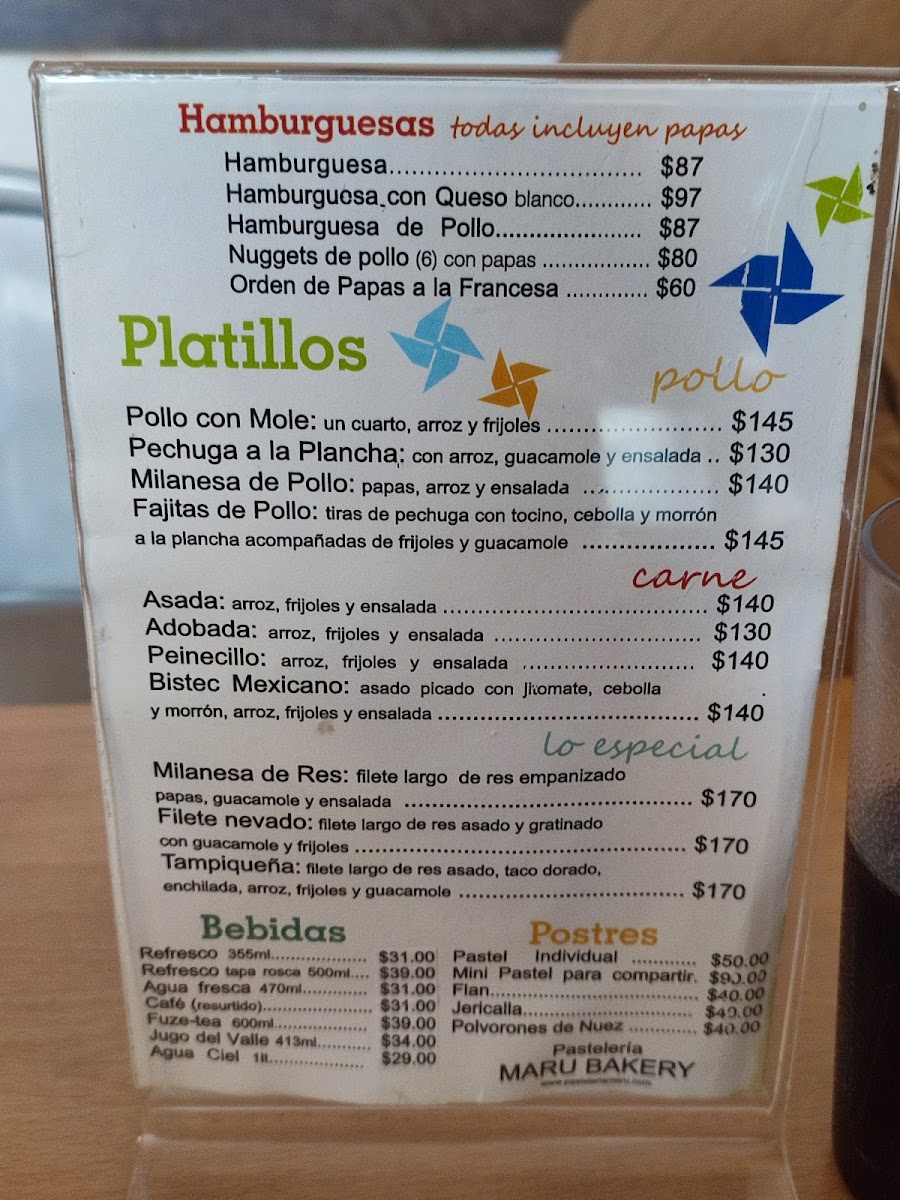 Hamburguesas todas incluyen papas
Hamburguesa................................ $87
Hamburguesa con Queso blanco............ $97
Hamburguesa de Pollo....................... $87
Nuggets de pollo (6) con papas .................. $80
Orden de Papas a la Francesa ............. $60
Platillos
pollo
Pollo con Mole: un cuarto, arroz y frijoles ........................ $145
Pechuga a la Plancha: con arroz, guacamole y ensalada .. $130
Milanesa de Pollo: papas, arroz y ensalada .................. $140
Fajitas de Pollo: tiras de pechuga con tocino, cebolla y morrón
a la plancha acompañadas de frijoles y guacamole .................. $145
carne
Asada: arroz, frijoles y ensalada ..................................... $140
Adobada: arroz, frijoles y ensalada ............................. $130
Peinecillo: arroz, frijoles y ensalada ........................ $140
Bistec Mexicano: asado picado con jitomate, cebolla
y morrón, arroz, frijoles y ensalada ..................................... $140
lo especial
Milanesa de Res: filete largo de res empanizado
papas, guacamole y ensalada ........................................ $170
Filete nevado: filete largo de res asado y gratinado
con guacamole y frijoles ............................................... $170
Tampiqueña: filete largo de res asado, taco dorado,
enchilada, arroz, frijoles y guacamole ................................ $170
Bebidas
Refresco 355ml.................. $31.00
Refresco tapa rosca 500ml.... $39.00
Agua fresca 470ml............ $31.00
Café (resurtido).................... $31.00
Fuze-tea 600ml.................. $39.00
Jugo del Valle 413ml.......... $34.00
Agua Ciel 1lt................. $29.00
Postres
Pastel Individual ............ $50.00
Mini Pastel para compartir. $90.00
Flan.................................. $40.00
Jericalla............................. $40.00
Polvorones de Nuez ............ $40.00
Pastelería
MARU BAKERY